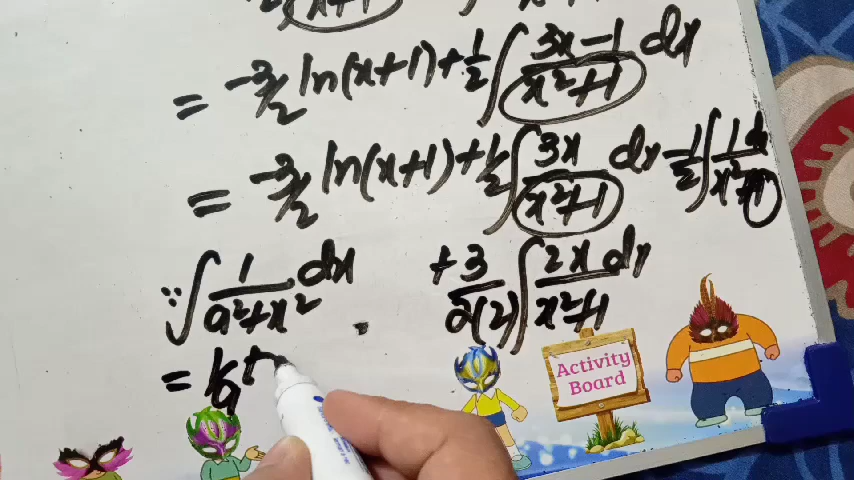 = -3/2 ln(x+1) + 1/2 ∫ 3x-1/x²+1 dx
= -3/2 ln(x+1) + 1/2 ∫ 3x/x²+1 dx - 1/2 ∫ 1 dx/x²+1
∵ ∫ 1/a²+x² dx + 3/2(2) ∫ 2x dx/x²+1
= 1/a t
Activity
Board